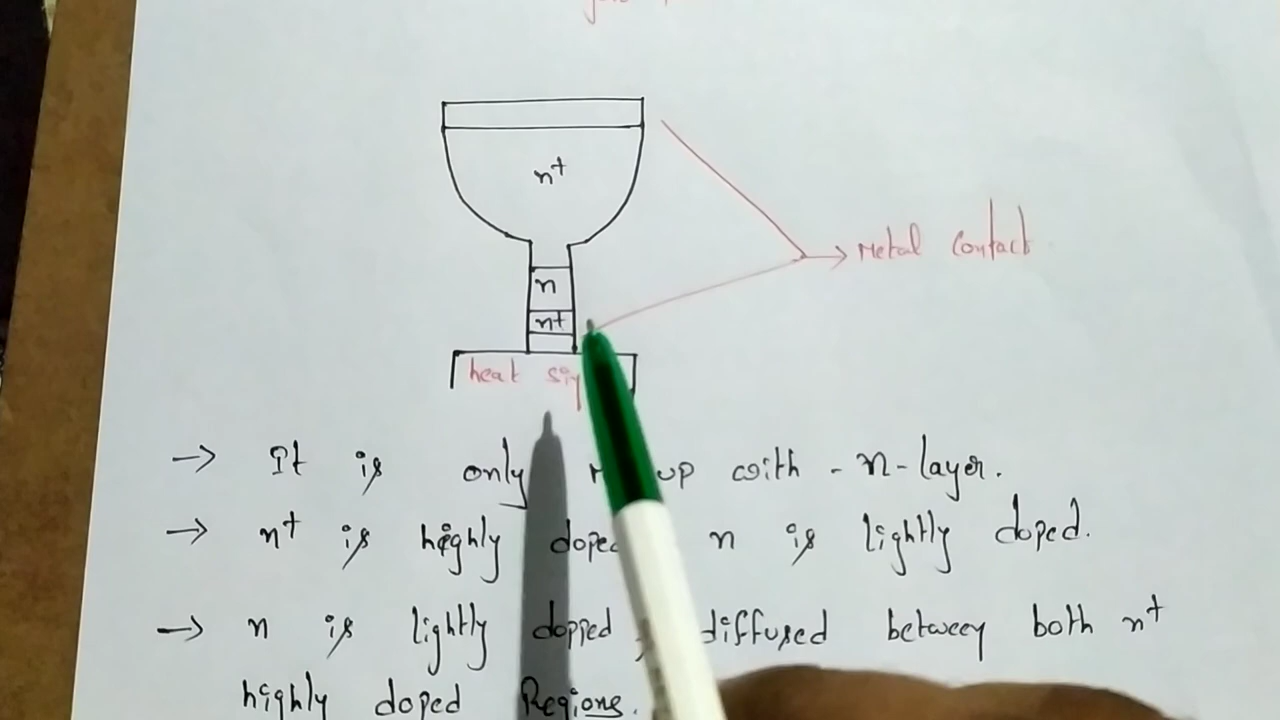 n+
n
→ Metal Contact
n+
heat
→ It is only up with - n - layer.
→ n+ is highly doped n is lightly doped.
→ n is lightly dopped , diffused between both n+
highly doped Regions.